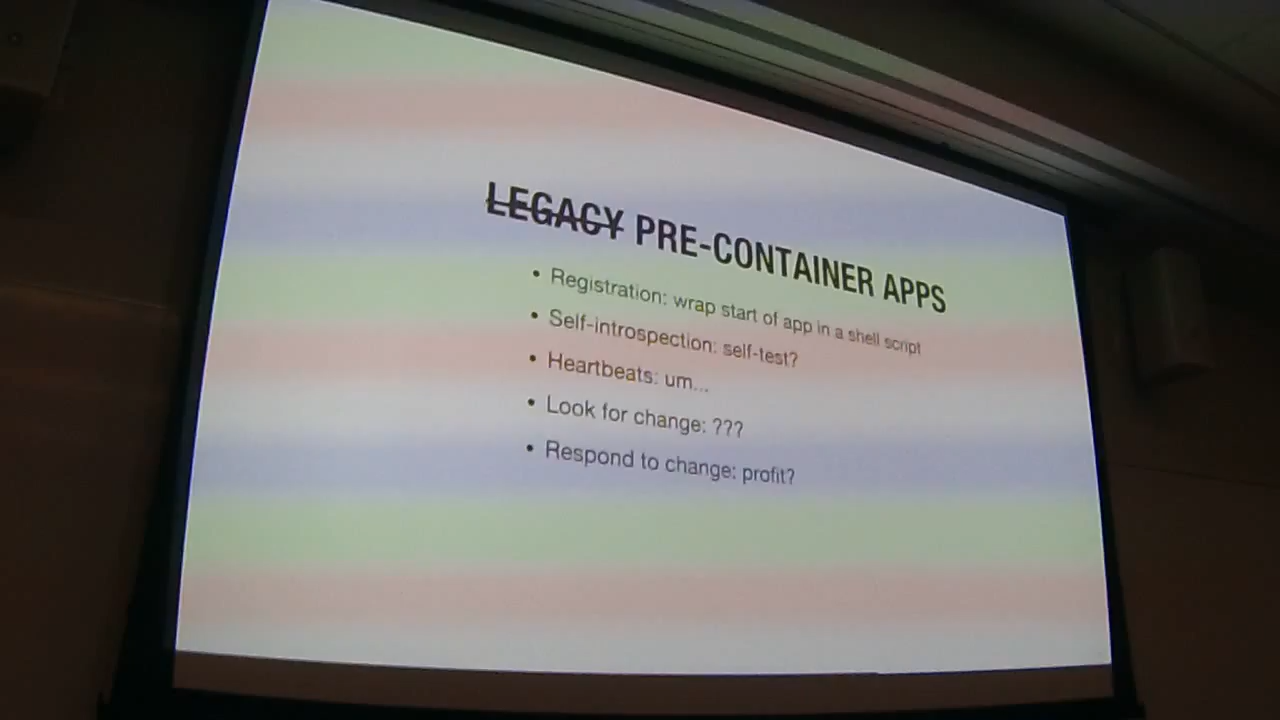 LEGACY PRE-CONTAINER APPS
• Registration: wrap start of app in a shell script
• Self-introspection: self-test?
• Heartbeats: um...
• Look for change: ???
• Respond to change: profit?